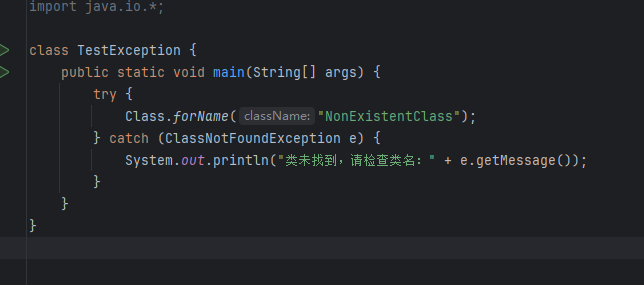 import java.io.*;
class TestException {
public static void main(String[] args) {
try {
Class.forName( className: "NonExistentClass");
} catch (ClassNotFoundException e) {
System.out.println("类未找到，请检查类名：" + e.getMessage());
}
}
}